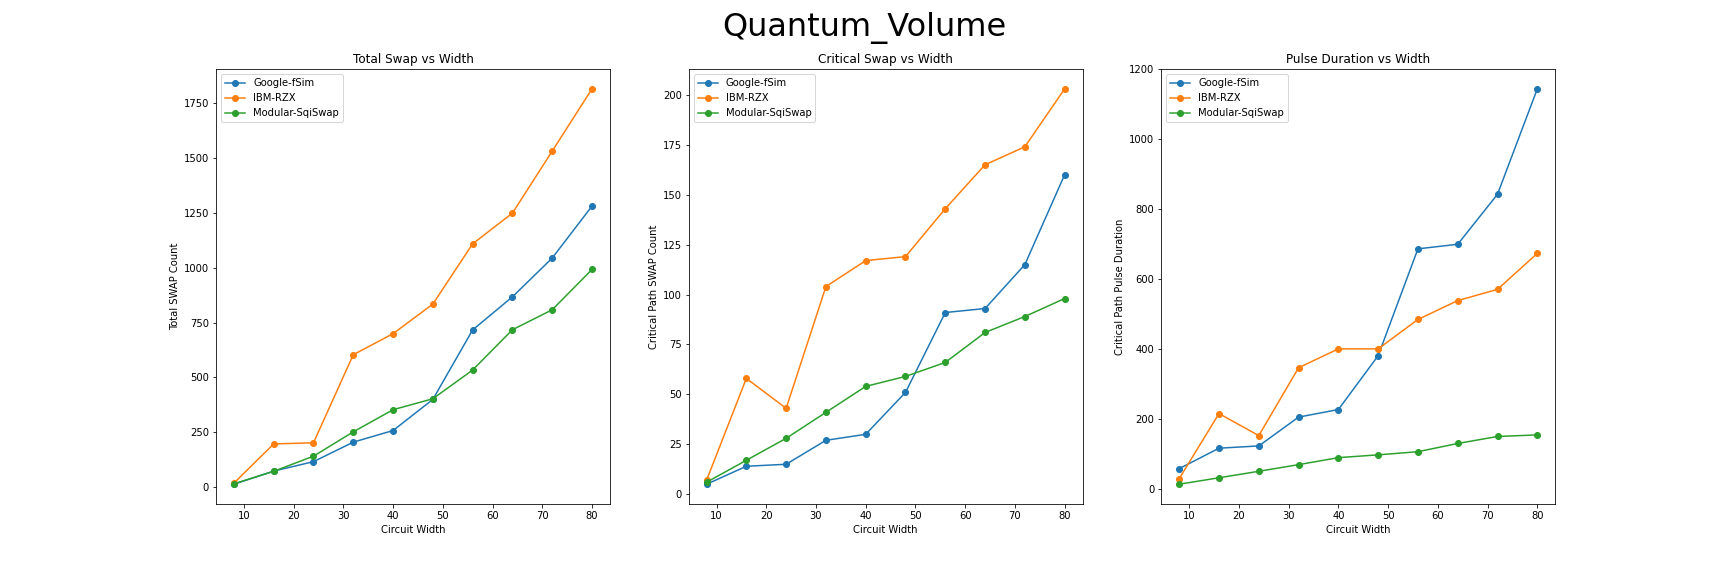 Quantum_Volume
Total Swap vs Width
Google-fSim
IBM-RZX
Modular-SqiSwap
Total SWAP Count
1750
1500
1250
1000
750
500
250
0
10 20 30 40 50 60 70 80
Circuit Width
Critical Swap vs Width
Google-fSim
IBM-RZX
Modular-SqiSwap
Critical Path SWAP Count
200
175
150
125
100
75
50
25
0
10 20 30 40 50 60 70 80
Circuit Width
Pulse Duration vs Width
Google-fSim
IBM-RZX
Modular-SqiSwap
Critical Path Pulse Duration
1200
1000
800
600
400
200
0
10 20 30 40 50 60 70 80
Circuit Width